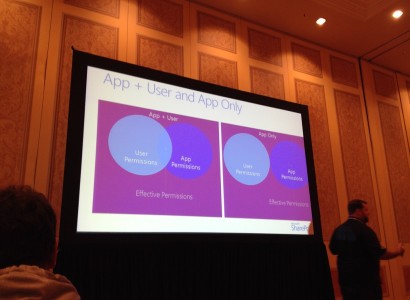 App + User and App Only
App + User
User
Permissions
App
Permissions
Effective Permissions
App Only
User
Permissions
App
Permissions
Effective Permissions